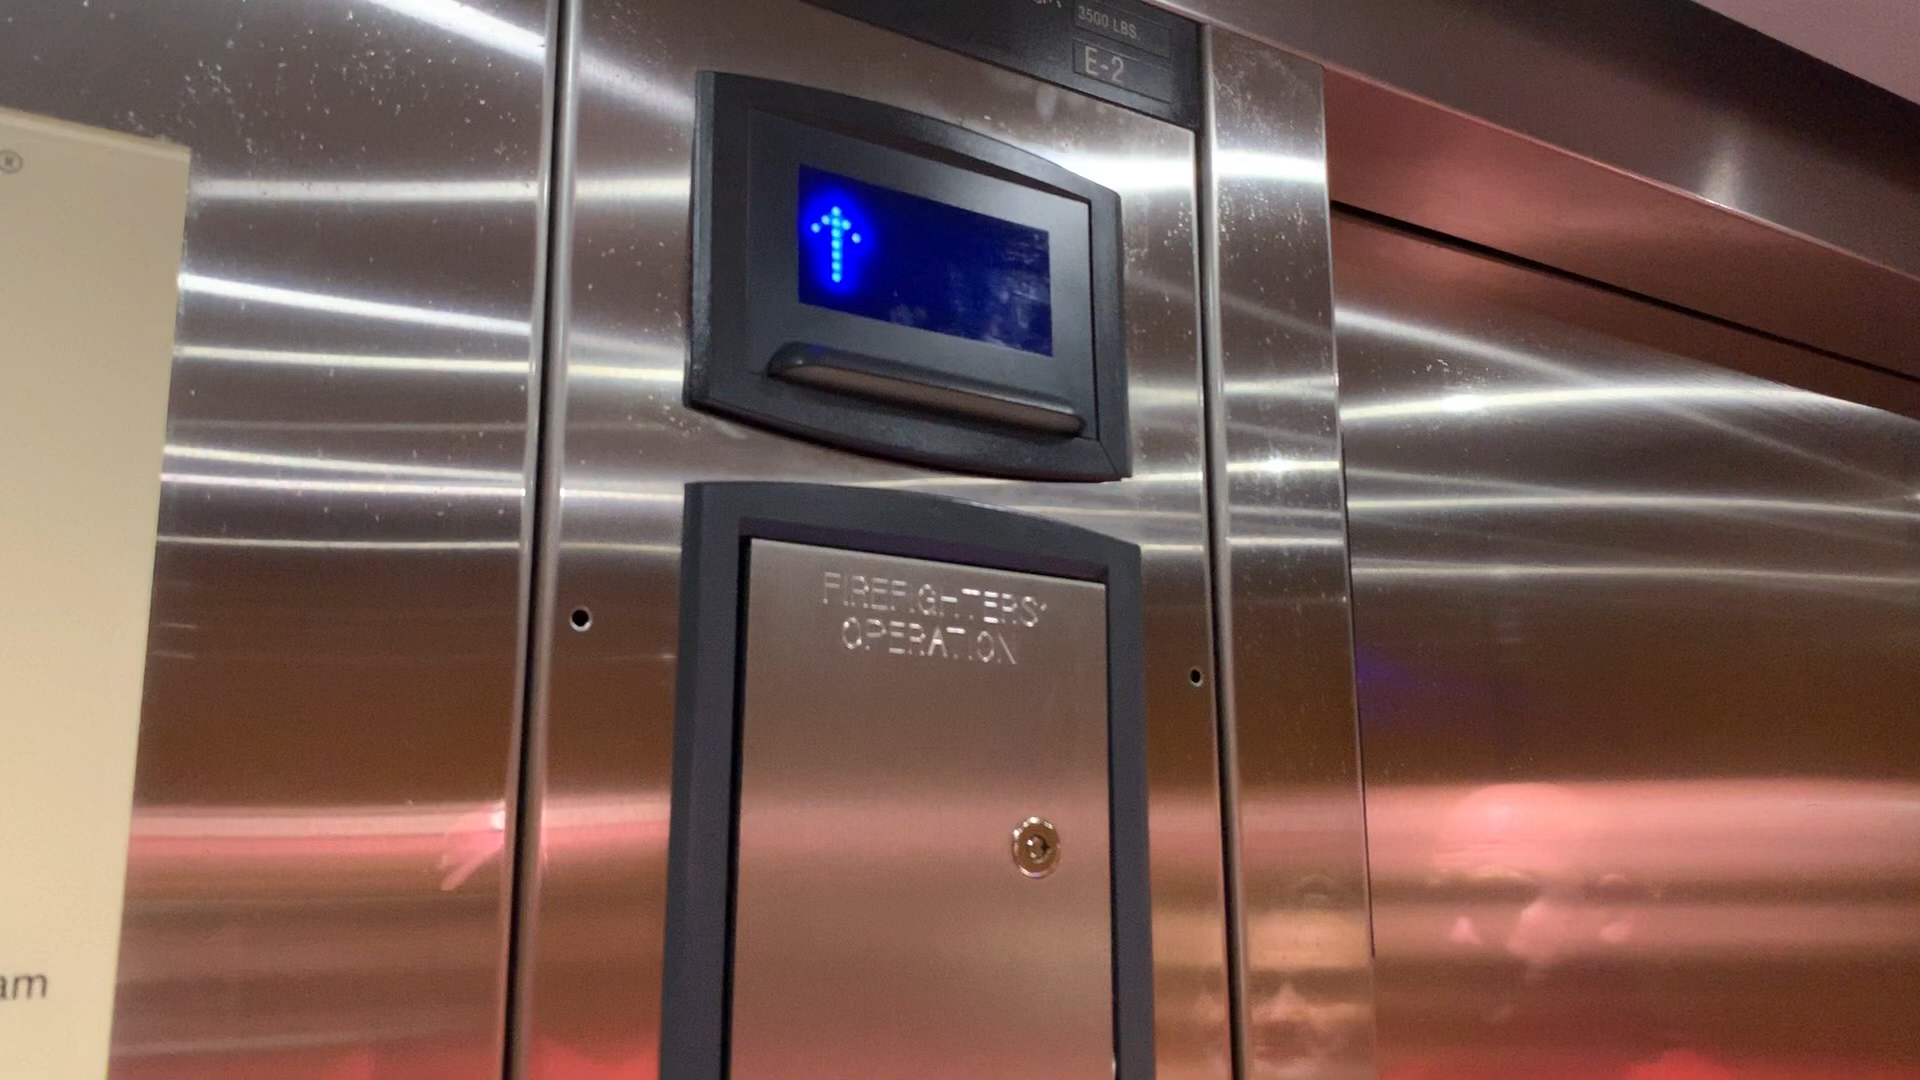 3500 LBS.
E-2
FIREFIGHTERS'
OPERATION
am